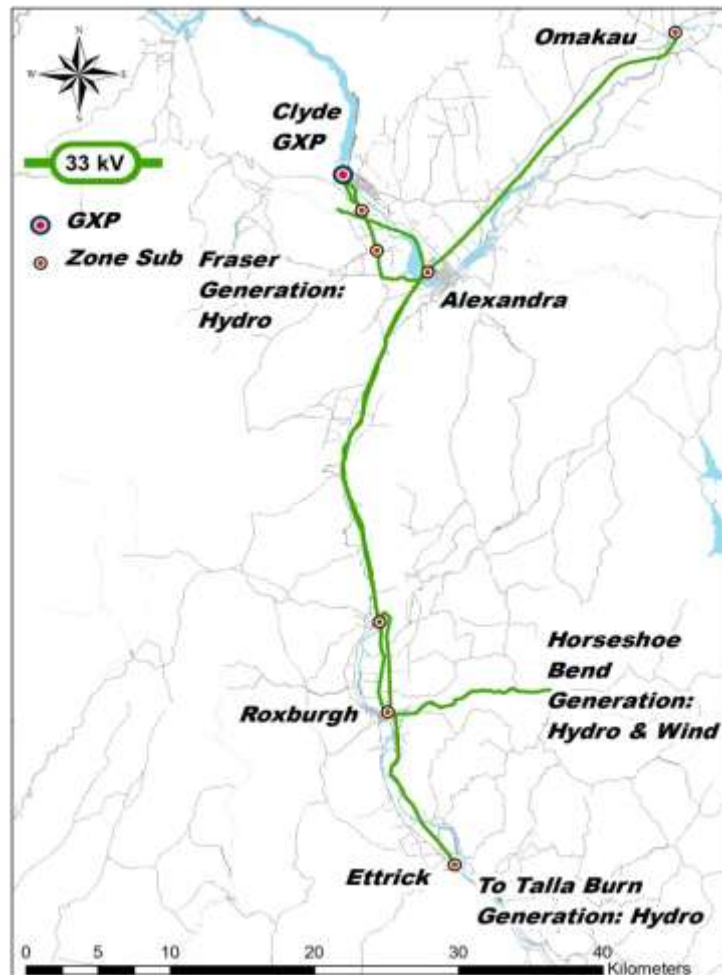 Omakau
N
W E
S
Clyde
GXP
33 kV
GXP
Zone Sub
Fraser
Generation:
Hydro
Alexandra
Horseshoe
Bend
Generation:
Hydro & Wind
Roxburgh
Ettrick
To Talla Burn
Generation: Hydro
0 5 10 20 30 40
Kilometers